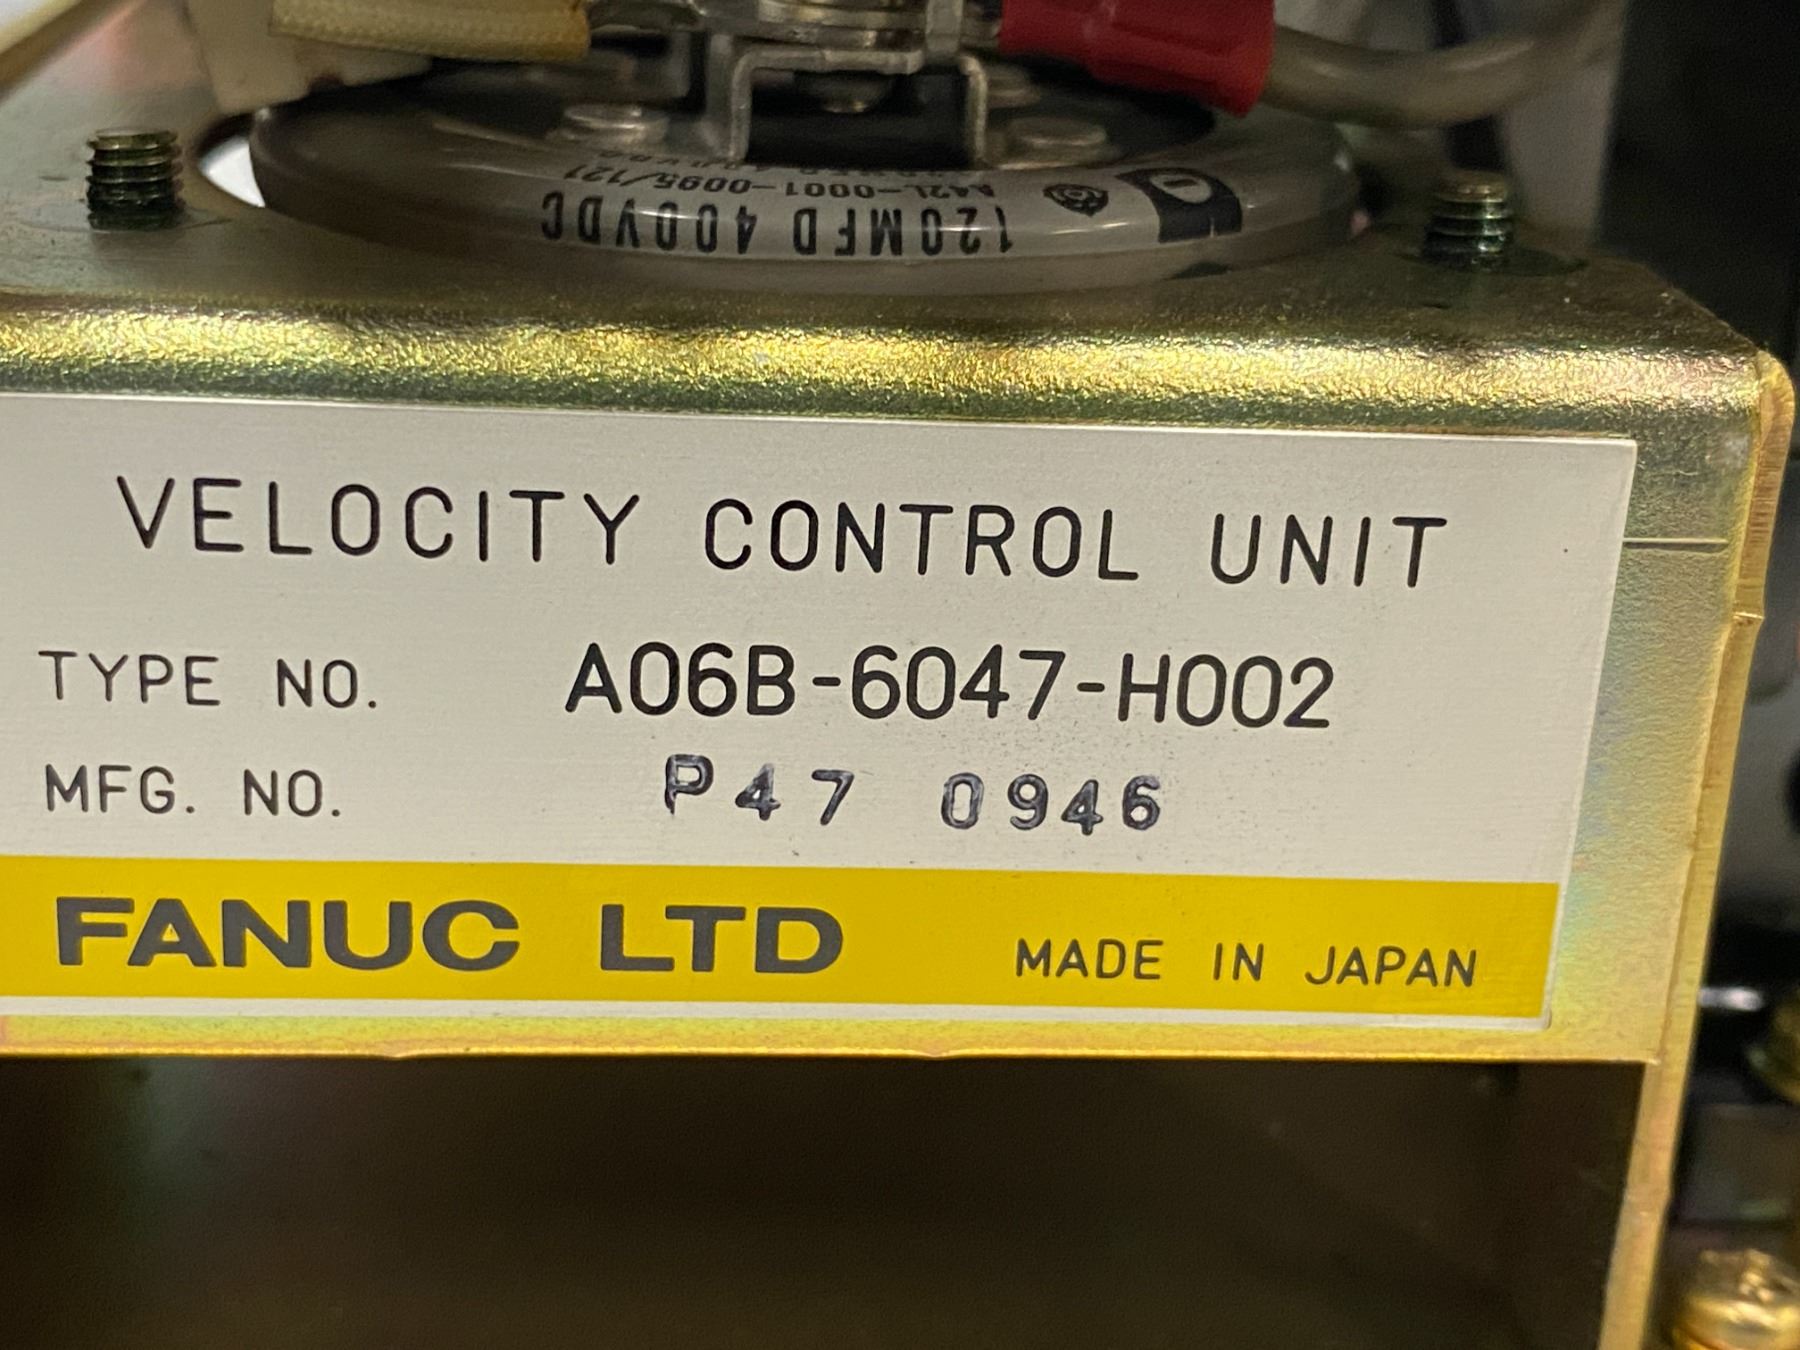 120MFD 400VDC
A42L-0001-0095/121
VELOCITY CONTROL UNIT
TYPE NO. A06B-6047-H002
MFG. NO. P47 0946
FANUC LTD MADE IN JAPAN